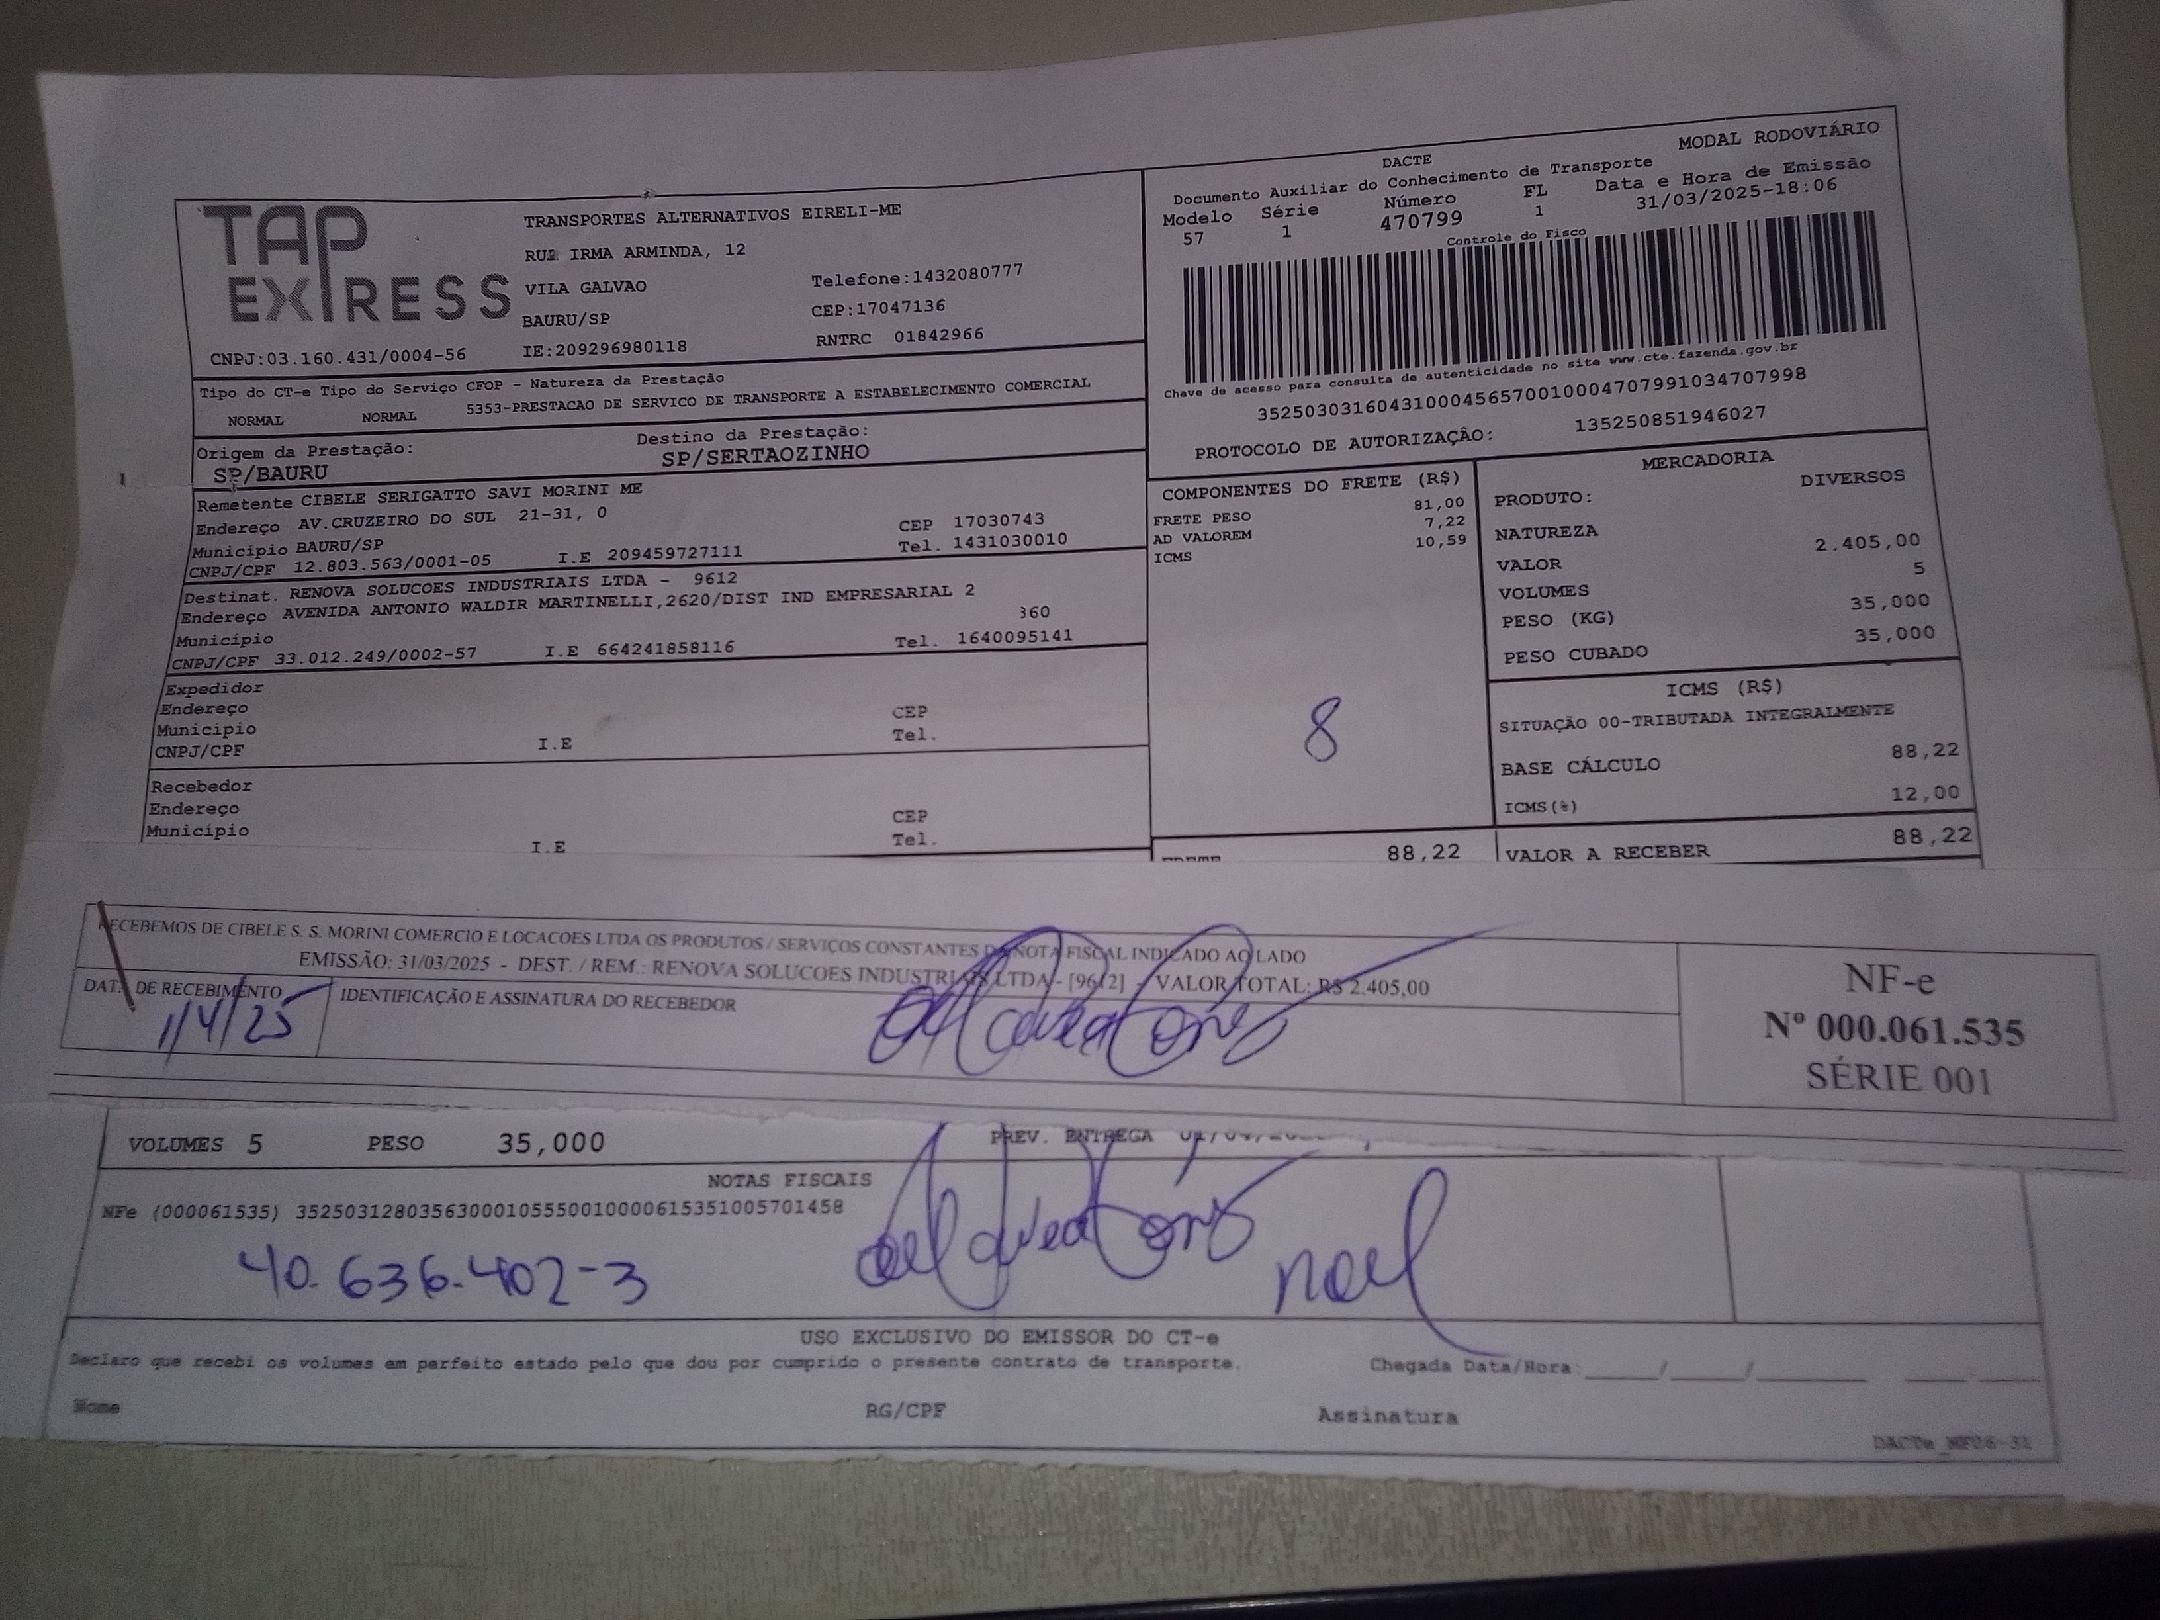 TAP EXPRESS
TRANSPORTES ALTERNATIVOS EIRELI-ME
RUA IRMA ARMINDA, 12
VILA GALVAO Telefone:1432080777
BAURU/SP CEP:17047136
CNPJ:03.160.431/0004-56 IE:209296980118 RNTRC 01842966
MODAL RODOVIÁRIO
DACTE
Documento Auxiliar do Conhecimento de Transporte
Modelo Série Número FL Data e Hora de Emissão
57 1 470799 1 31/03/2025-18:06
Controle do Fisco
Chave de acesso para consulta de autenticidade no site www.cte.fazenda.gov.br
35250303160431000456570010004707991034707998
PROTOCOLO DE AUTORIZAÇÃO: 135250851946027
Tipo do CT-e Tipo do Serviço CFOP - Natureza da Prestação
NORMAL NORMAL 5353-PRESTACAO DE SERVICO DE TRANSPORTE A ESTABELECIMENTO COMERCIAL
Origem da Prestação: Destino da Prestação:
SP/BAURU SP/SERTAOZINHO
Remetente CIBELE SERIGATTO SAVI MORINI ME
Endereço AV.CRUZEIRO DO SUL 21-31, 0 CEP 17030743
Município BAURU/SP Tel. 1431030010
CNPJ/CPF 12.803.563/0001-05 I.E 209459727111
Destinat. RENOVA SOLUCOES INDUSTRIAIS LTDA - 9612
Endereço AVENIDA ANTONIO WALDIR MARTINELLI,2620/DIST IND EMPRESARIAL 2
Município 360
CNPJ/CPF 33.012.249/0002-57 I.E 664241858116 Tel. 1640095141
Expedidor
Endereço CEP
Município Tel.
CNPJ/CPF I.E
Recebedor
Endereço CEP
Município Tel.
I.E
COMPONENTES DO FRETE (R$)
FRETE PESO 81,00
AD VALOREM 7,22
ICMS 10,59
8
88,22
MERCADORIA
PRODUTO: DIVERSOS
NATUREZA
VALOR 2.405,00
VOLUMES 5
PESO (KG) 35,000
PESO CUBADO 35,000
ICMS (R$)
SITUAÇÃO 00-TRIBUTADA INTEGRALMENTE
BASE CÁLCULO 88,22
ICMS(%) 12,00
VALOR A RECEBER 88,22
RECEBEMOS DE CIBELE S. S. MORINI COMERCIO E LOCACOES LTDA OS PRODUTOS / SERVIÇOS CONSTANTES DA NOTA FISCAL INDICADO AO LADO
EMISSÃO: 31/03/2025 - DEST. / REM.: RENOVA SOLUCOES INDUSTRIAIS LTDA - [9612] - VALOR TOTAL: R$ 2.405,00
DATA DE RECEBIMENTO IDENTIFICAÇÃO E ASSINATURA DO RECEBEDOR
1/4/25
NF-e
Nº 000.061.535
SÉRIE 001
VOLUMES 5 PESO 35,000 PREV. ENTREGA
NOTAS FISCAIS
NFe (000061535) 35250312803563000105550010000615351005701458
40.636.402-3
noel
USO EXCLUSIVO DO EMISSOR DO CT-e
Declaro que recebi os volumes em perfeito estado pelo que dou por cumprido o presente contrato de transporte. Chegada Data/Hora / /
Nome RG/CPF Assinatura